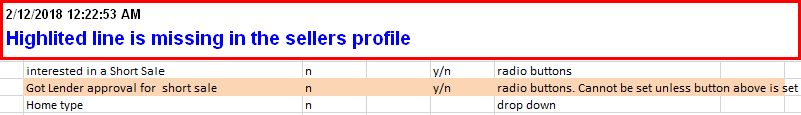 2/12/2018 12:22:53 AM
Highlited line is missing in the sellers profile
interested in a Short Sale n y/n radio buttons
Got Lender approval for short sale n y/n radio buttons. Cannot be set unless button above is set
Home type n drop down